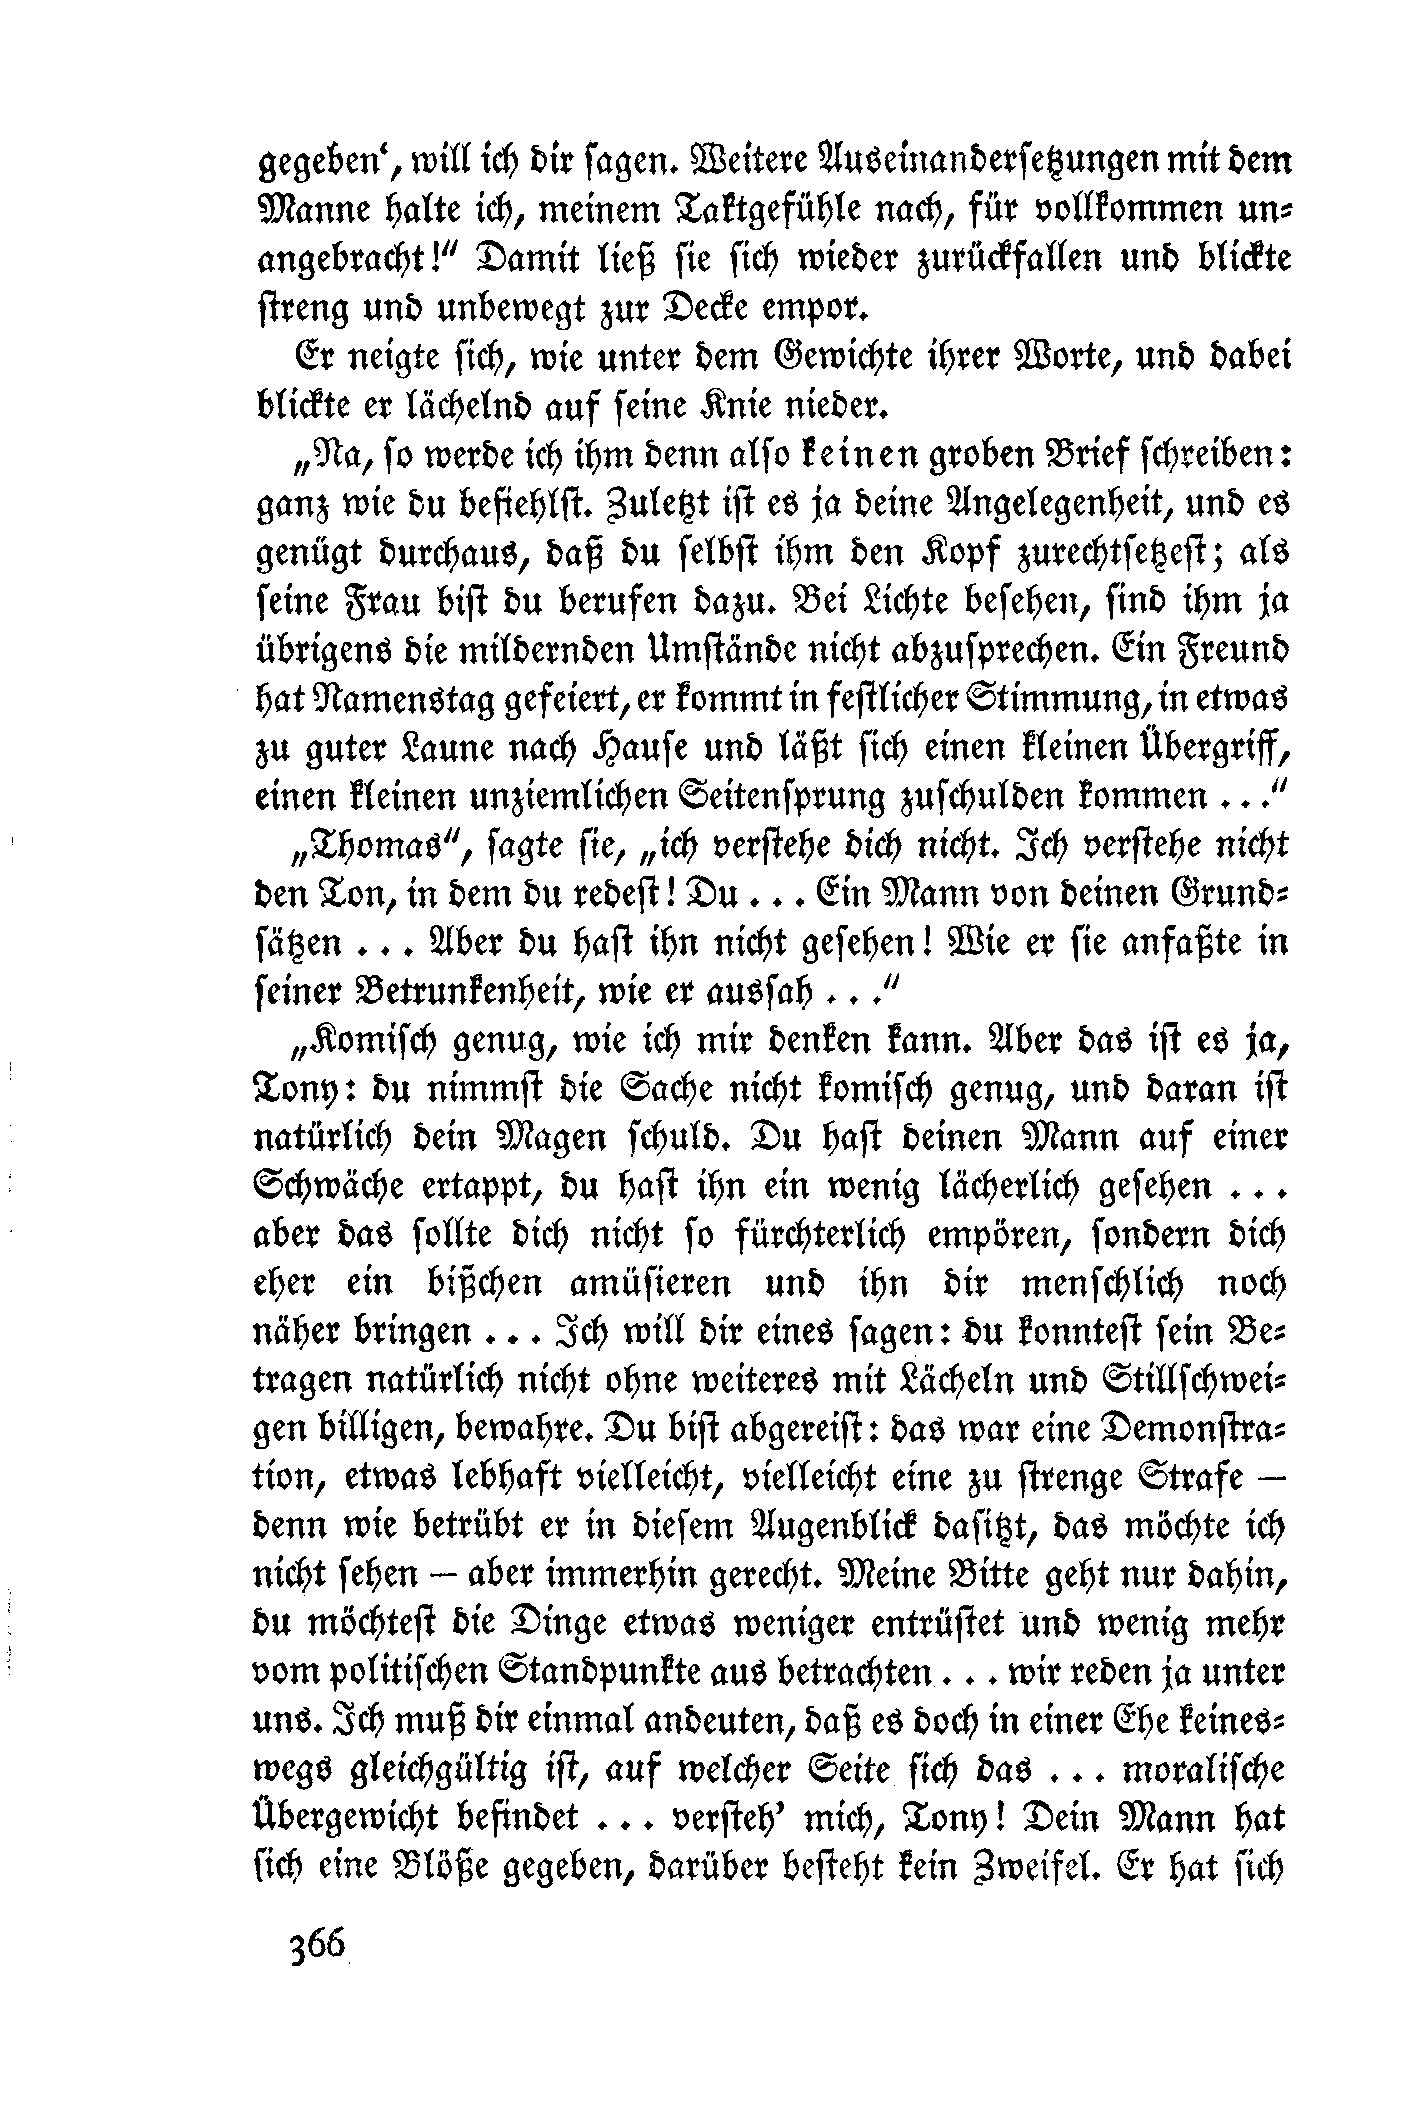 gegeben‘, will ich dir sagen. Weitere Auseinandersetzungen mit dem
Manne halte ich, meinem Taktgefühle nach, für vollkommen un-
angebracht!“ Damit ließ sie sich wieder zurückfallen und blickte
streng und unbewegt zur Decke empor.
Er neigte sich, wie unter dem Gewichte ihrer Worte, und dabei
blickte er lächelnd auf seine Knie nieder.
„Na, so werde ich ihm denn also keinen groben Brief schreiben:
ganz wie du befiehlst. Zuletzt ist es ja deine Angelegenheit, und es
genügt durchaus, daß du selbst ihm den Kopf zurechtsetzest; als
seine Frau bist du berufen dazu. Bei Lichte besehen, sind ihm ja
übrigens die mildernden Umstände nicht abzusprechen. Ein Freund
hat Namenstag gefeiert, er kommt in festlicher Stimmung, in etwas
zu guter Laune nach Hause und läßt sich einen kleinen Übergriff,
einen kleinen unziemlichen Seitensprung zuschulden kommen . . .“
„Thomas“, sagte sie, „ich verstehe dich nicht. Ich verstehe nicht
den Ton, in dem du redest! Du . . . Ein Mann von deinen Grund-
sätzen . . . Aber du hast ihn nicht gesehen! Wie er sie anfaßte in
seiner Betrunkenheit, wie er aussah . . .“
„Komisch genug, wie ich mir denken kann. Aber das ist es ja,
Tony: du nimmst die Sache nicht komisch genug, und daran ist
natürlich dein Magen schuld. Du hast deinen Mann auf einer
Schwäche ertappt, du hast ihn ein wenig lächerlich gesehen . . .
aber das sollte dich nicht so fürchterlich empören, sondern dich
eher ein bißchen amüsieren und ihn dir menschlich noch
näher bringen . . . Ich will dir eines sagen: du konntest sein Be-
tragen natürlich nicht ohne weiteres mit Lächeln und Stillschwei-
gen billigen, bewahre. Du bist abgereist: das war eine Demonstra-
tion, etwas lebhaft vielleicht, vielleicht eine zu strenge Strafe —
denn wie betrübt er in diesem Augenblick dasitzt, das möchte ich
nicht sehen — aber immerhin gerecht. Meine Bitte geht nur dahin,
du möchtest die Dinge etwas weniger entrüstet und wenig mehr
vom politischen Standpunkte aus betrachten . . . wir reden ja unter
uns. Ich muß dir einmal andeuten, daß es doch in einer Ehe keines-
wegs gleichgültig ist, auf welcher Seite sich das . . . moralische
Übergewicht befindet . . . versteh’ mich, Tony! Dein Mann hat
sich eine Blöße gegeben, darüber besteht kein Zweifel. Er hat sich
366